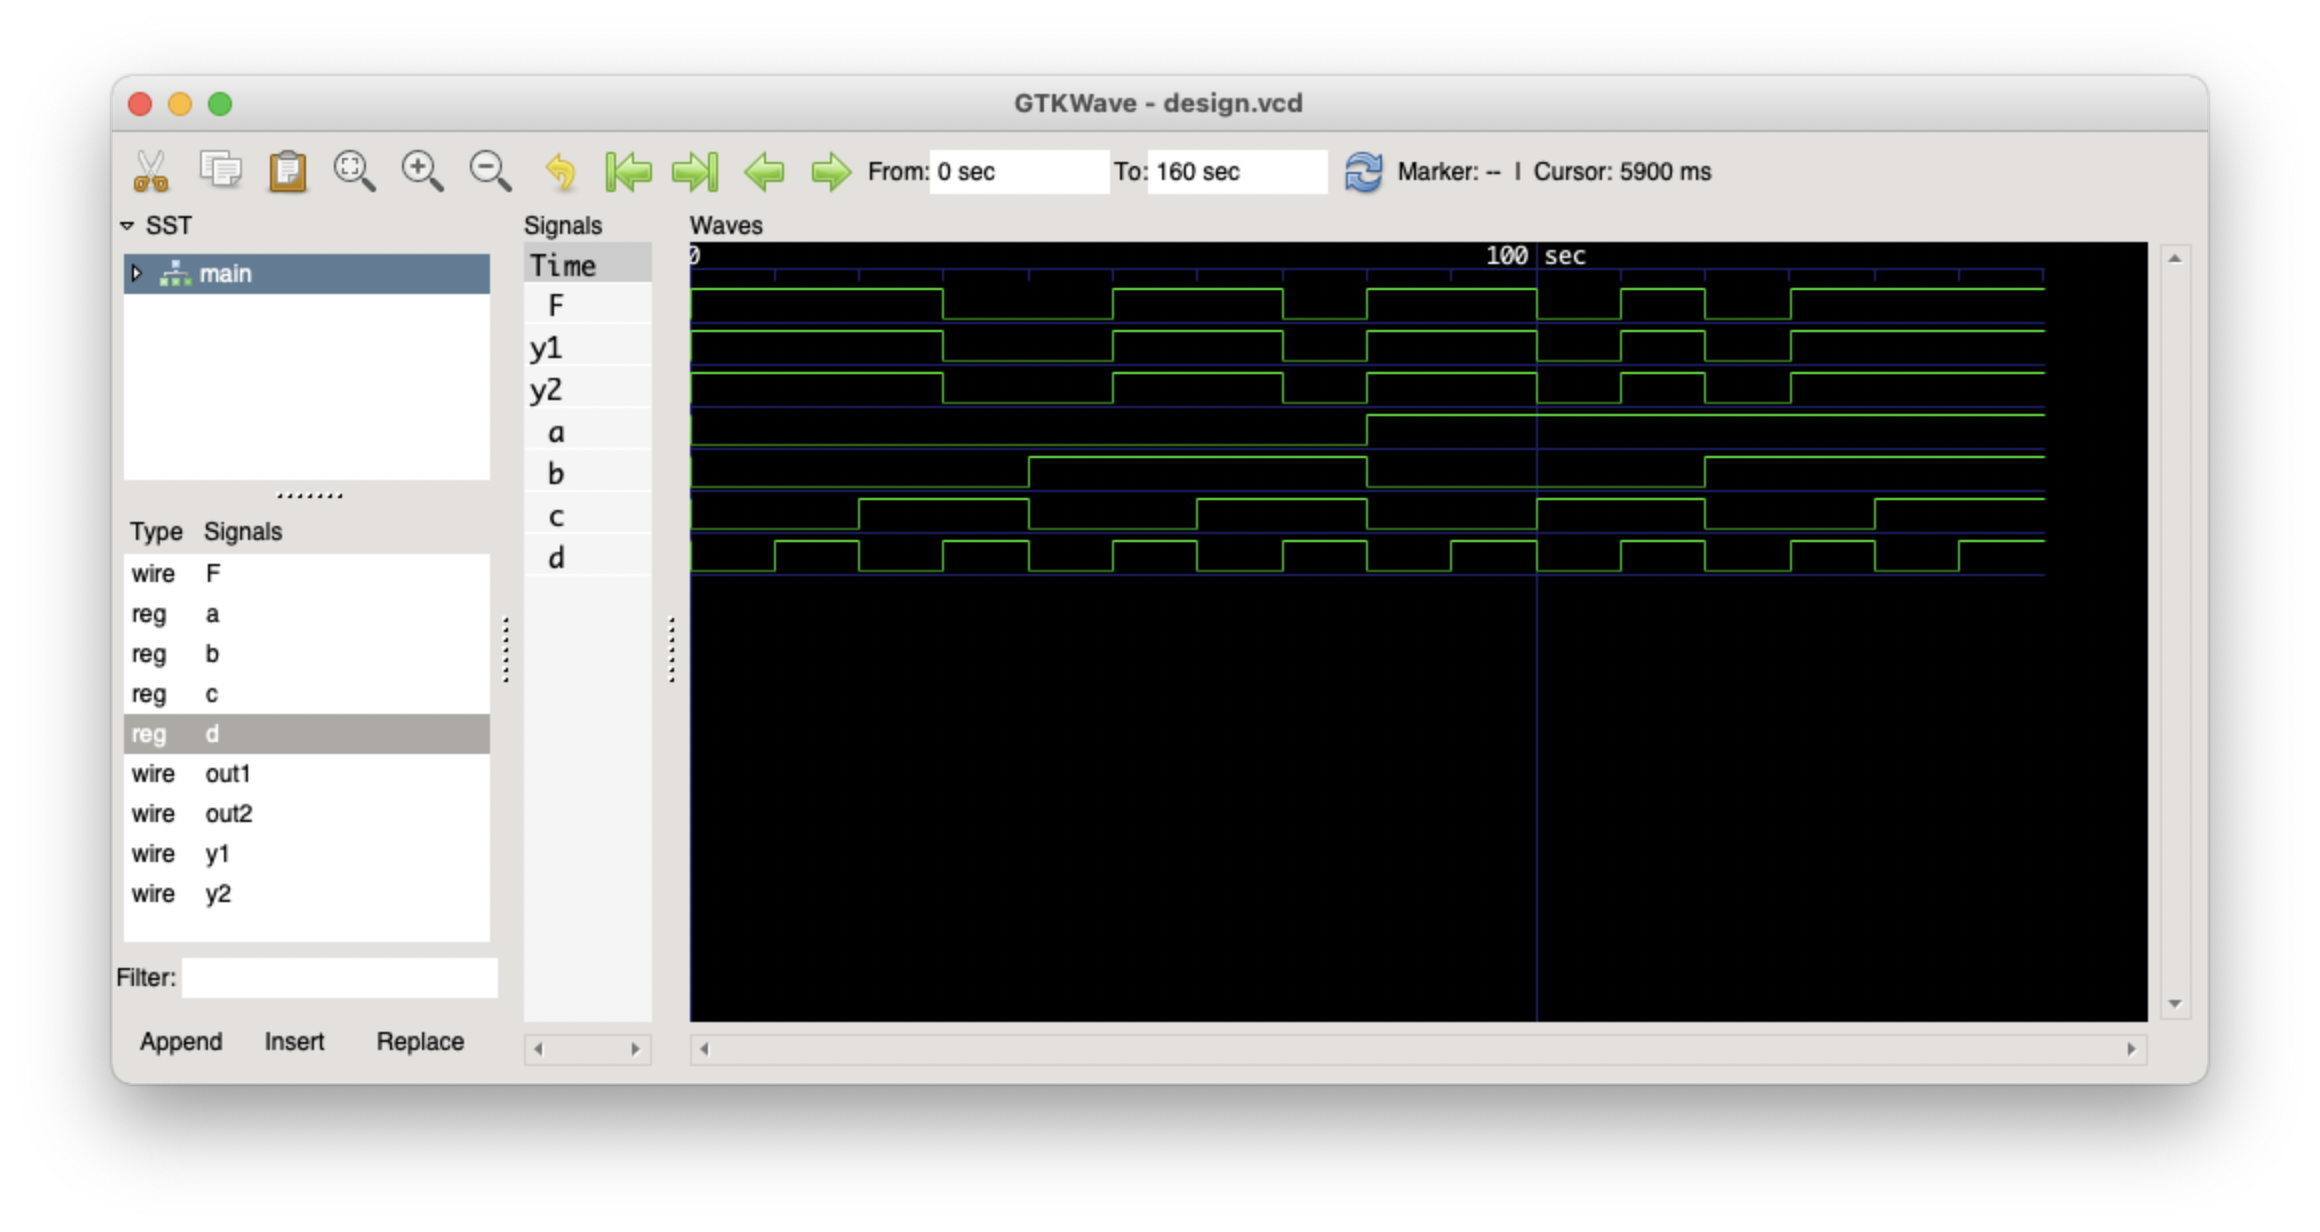 GTKWave - design.vcd
From: 0 sec To: 160 sec Marker: -- | Cursor: 5900 ms
SST
main
Type Signals
wire F
reg a
reg b
reg c
reg d
wire out1
wire out2
wire y1
wire y2
Filter:
Append Insert Replace
Signals
Time
F
y1
y2
a
b
c
d
Waves
0 100 sec